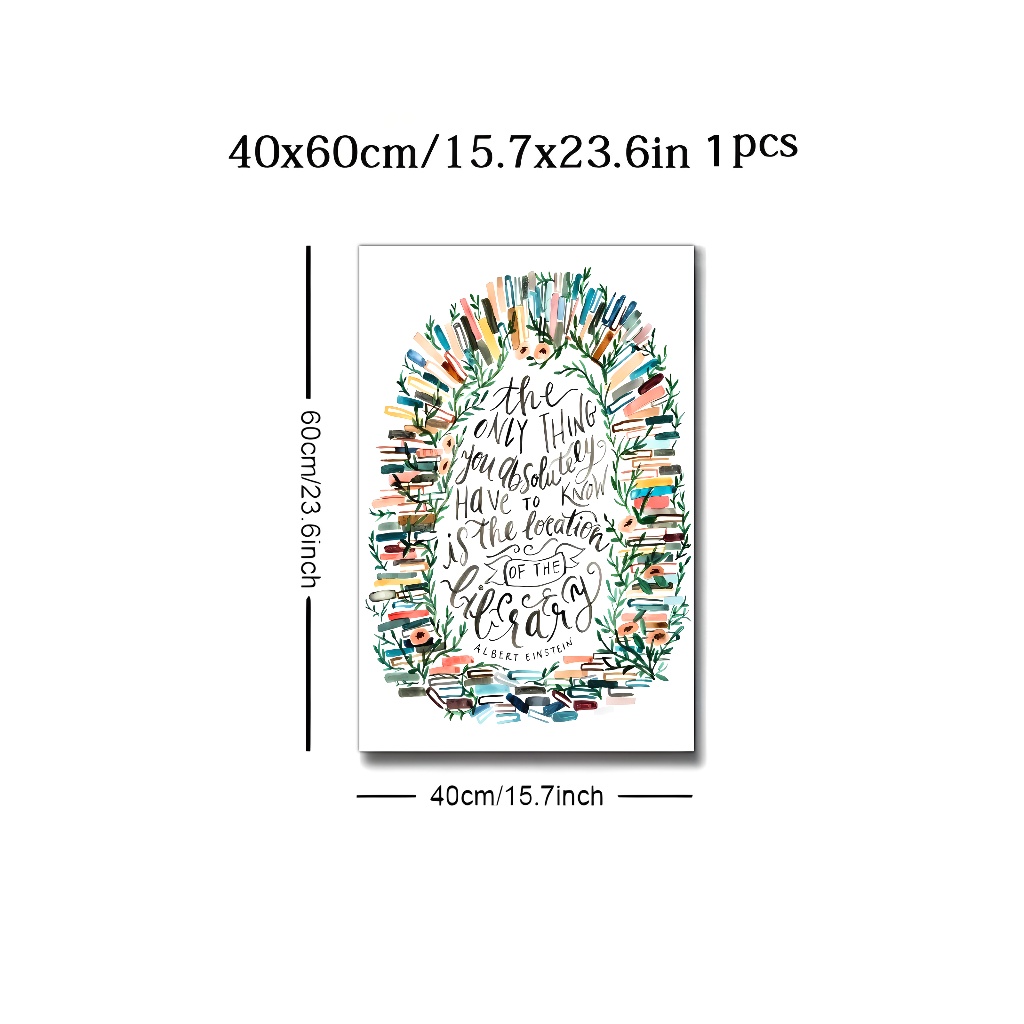 40x60cm/15.7x23.6in 1pcs
60cm/23.6inch
the
ONLY THING
you absolutely
HAVE TO KNOW
is the location
OF THE
library
ALBERT EINSTEIN
40cm/15.7inch